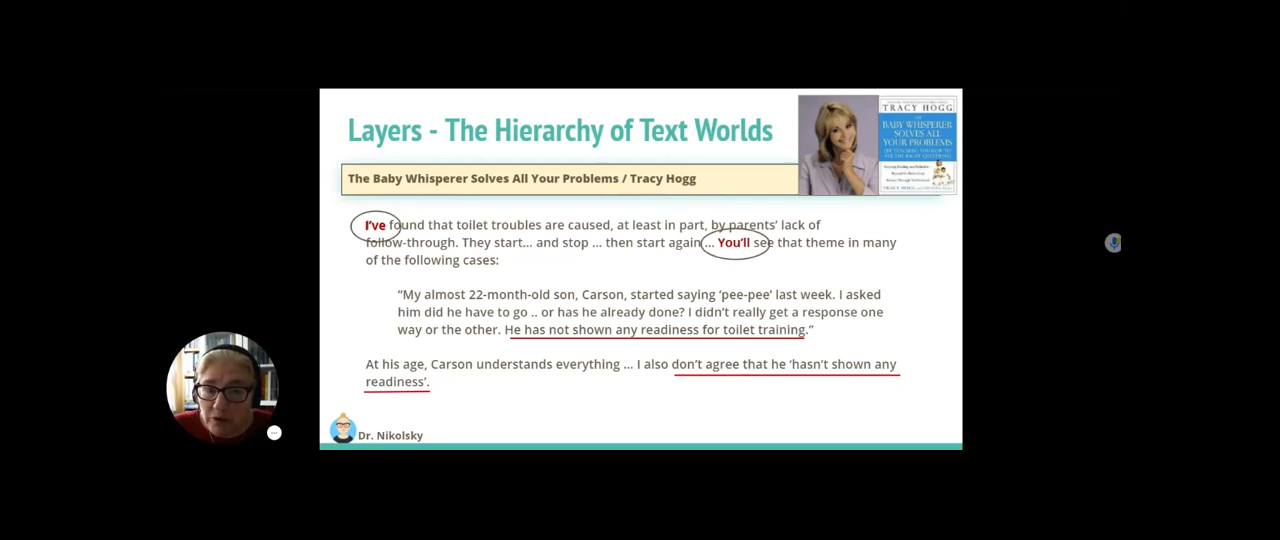 Layers - The Hierarchy of Text Worlds
TRACY HOGG
BABY WHISPERER
SOLVES ALL
YOUR PROBLEMS
The Baby Whisperer Solves All Your Problems / Tracy Hogg
I've found that toilet troubles are caused, at least in part, by parents' lack of
follow-through. They start... and stop ... then start again ... You'll see that theme in many
of the following cases:
“My almost 22-month-old son, Carson, started saying ‘pee-pee’ last week. I asked
him did he have to go .. or has he already done? I didn't really get a response one
way or the other. He has not shown any readiness for toilet training.”
At his age, Carson understands everything ... I also don't agree that he ‘hasn't shown any
readiness’.
Dr. Nikolsky